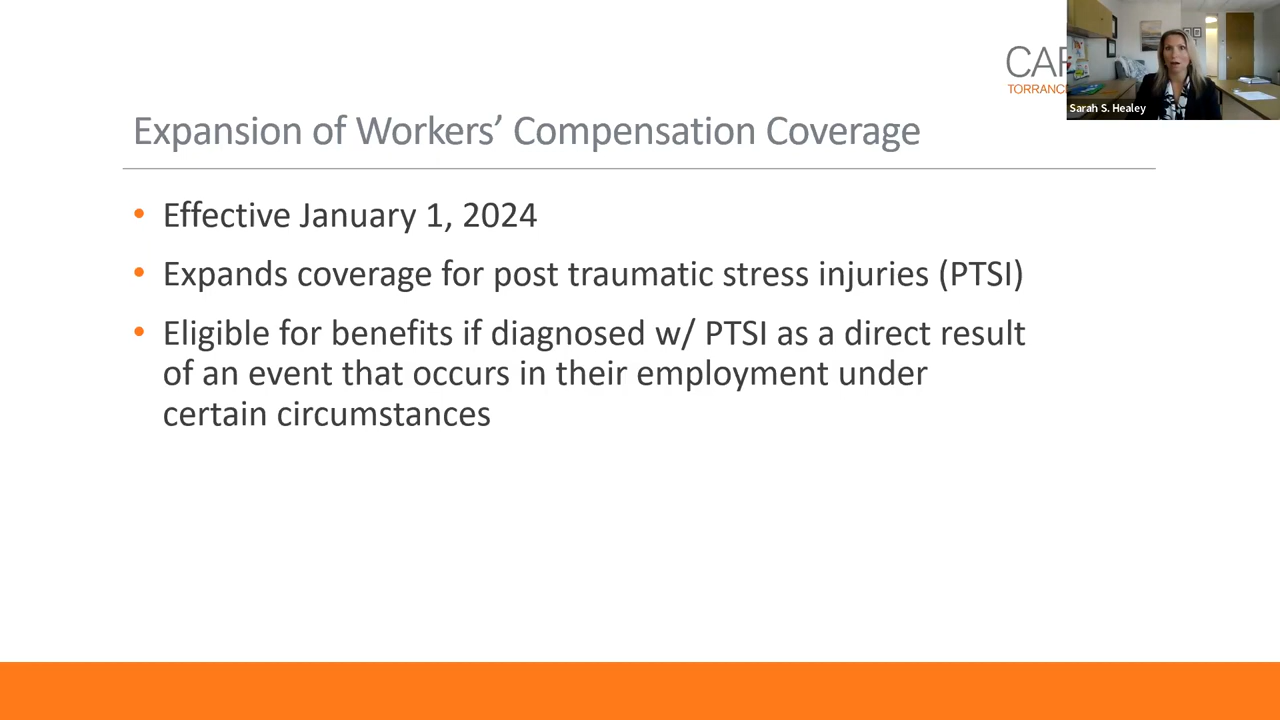 Sarah S. Healey
Expansion of Workers’ Compensation Coverage
• Effective January 1, 2024
• Expands coverage for post traumatic stress injuries (PTSI)
• Eligible for benefits if diagnosed w/ PTSI as a direct result
of an event that occurs in their employment under
certain circumstances